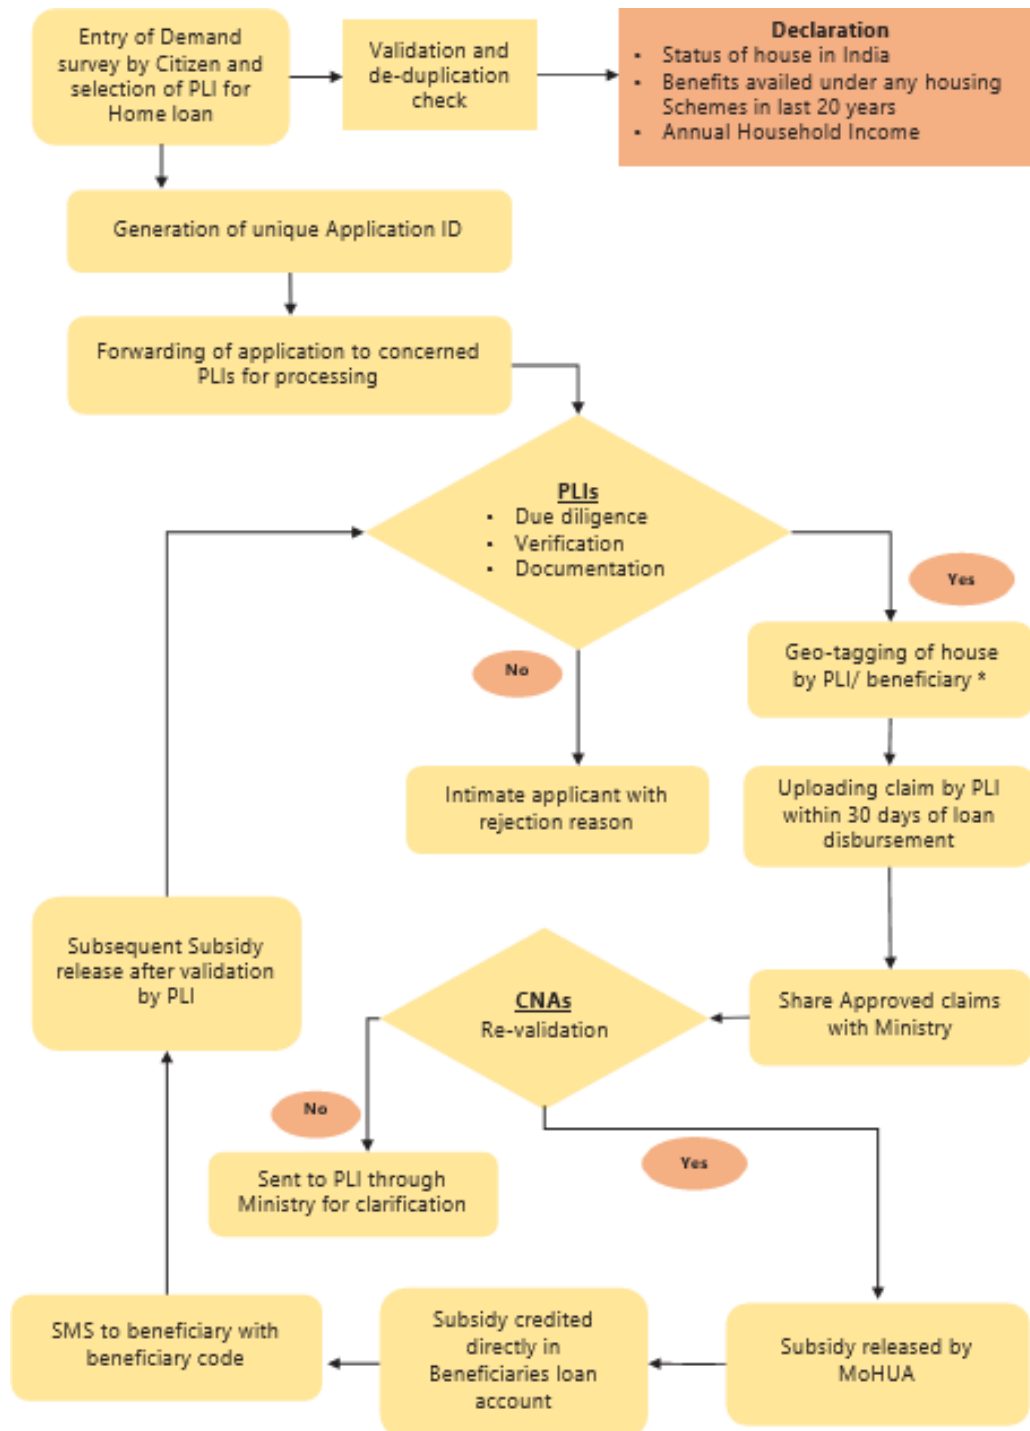 Entry of Demand
survey by Citizen and
selection of PLI for
Home loan
Validation and
de-duplication
check
Declaration
▪ Status of house in India
▪ Benefits availed under any housing
Schemes in last 20 years
▪ Annual Household Income
Generation of unique Application ID
Forwarding of application to concerned
PLIs for processing
PLIs
▪ Due diligence
▪ Verification
▪ Documentation
Yes
No
Geo-tagging of house
by PLI/ beneficiary *
Intimate applicant with
rejection reason
Uploading claim by PLI
within 30 days of loan
disbursement
Subsequent Subsidy
release after validation
by PLI
CNAs
Re-validation
Share Approved claims
with Ministry
No
Yes
Sent to PLI through
Ministry for clarification
SMS to beneficiary with
beneficiary code
Subsidy credited
directly in
Beneficiaries loan
account
Subsidy released by
MoHUA